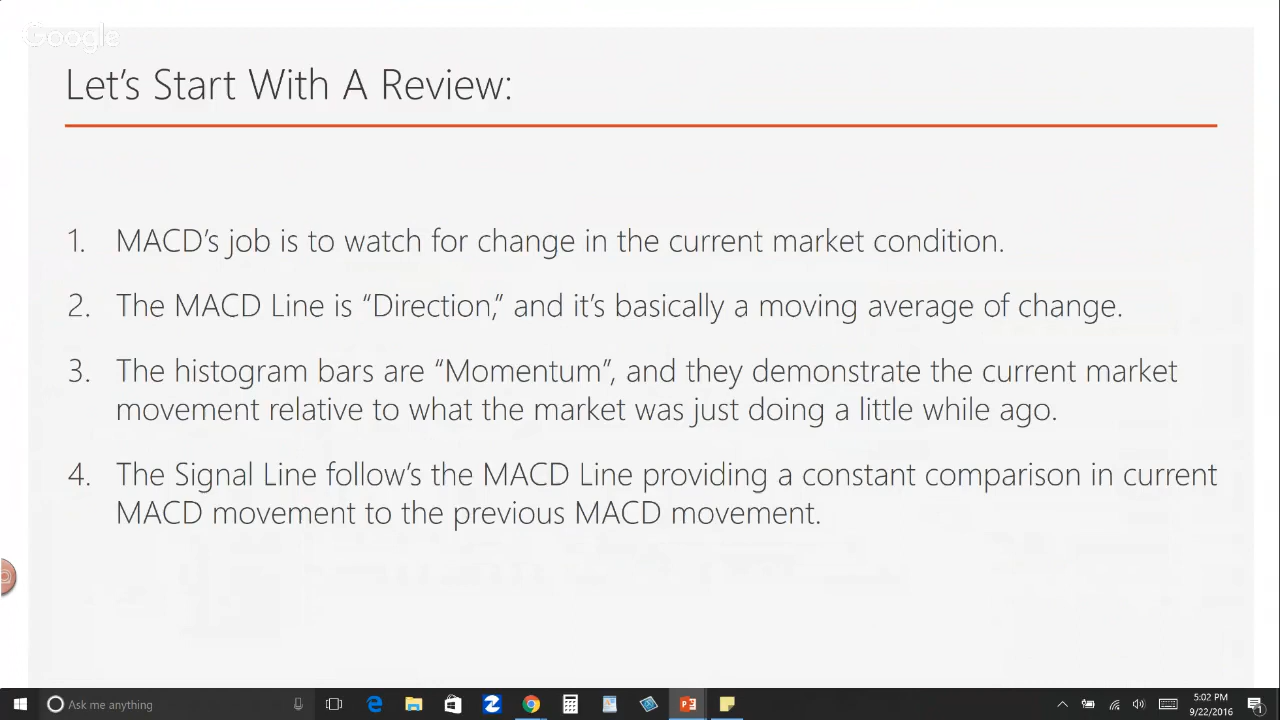 Google
Let’s Start With A Review:
1. MACD’s job is to watch for change in the current market condition.
2. The MACD Line is “Direction,” and it’s basically a moving average of change.
3. The histogram bars are “Momentum”, and they demonstrate the current market
movement relative to what the market was just doing a little while ago.
4. The Signal Line follow’s the MACD Line providing a constant comparison in current
MACD movement to the previous MACD movement.
Ask me anything
5:02 PM
9/22/2016